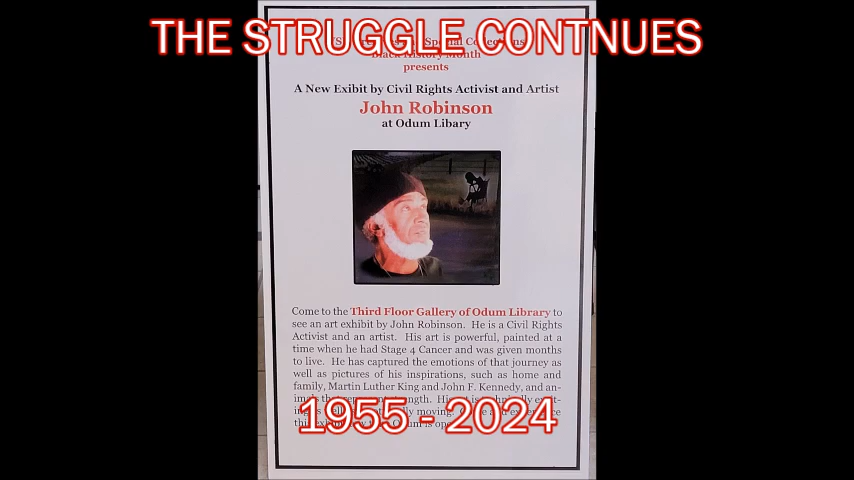 THE STRUGGLE CONTNUES
presents
A New Exibit by Civil Rights Activist and Artist
John Robinson
at Odum Libary
Come to the Third Floor Gallery of Odum Library to
see an art exhibit by John Robinson. He is a Civil Rights
Activist and an artist. His art is powerful, painted at a
time when he had Stage 4 Cancer and was given months
to live. He has captured the emotions of that journey as
well as pictures of his inspirations, such as home and
family, Martin Luther King and John F. Kennedy, and an-
1955 - 2024